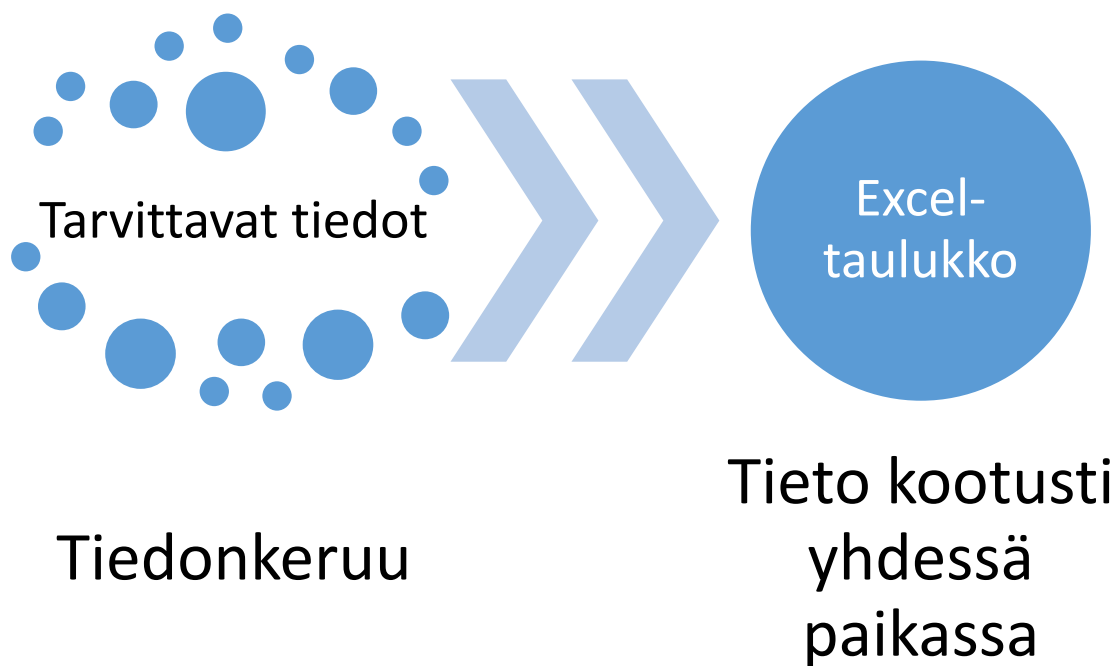 Tarvittavat tiedot
Excel-
taulukko
Tiedonkeruu
Tieto kootusti
yhdessä
paikassa